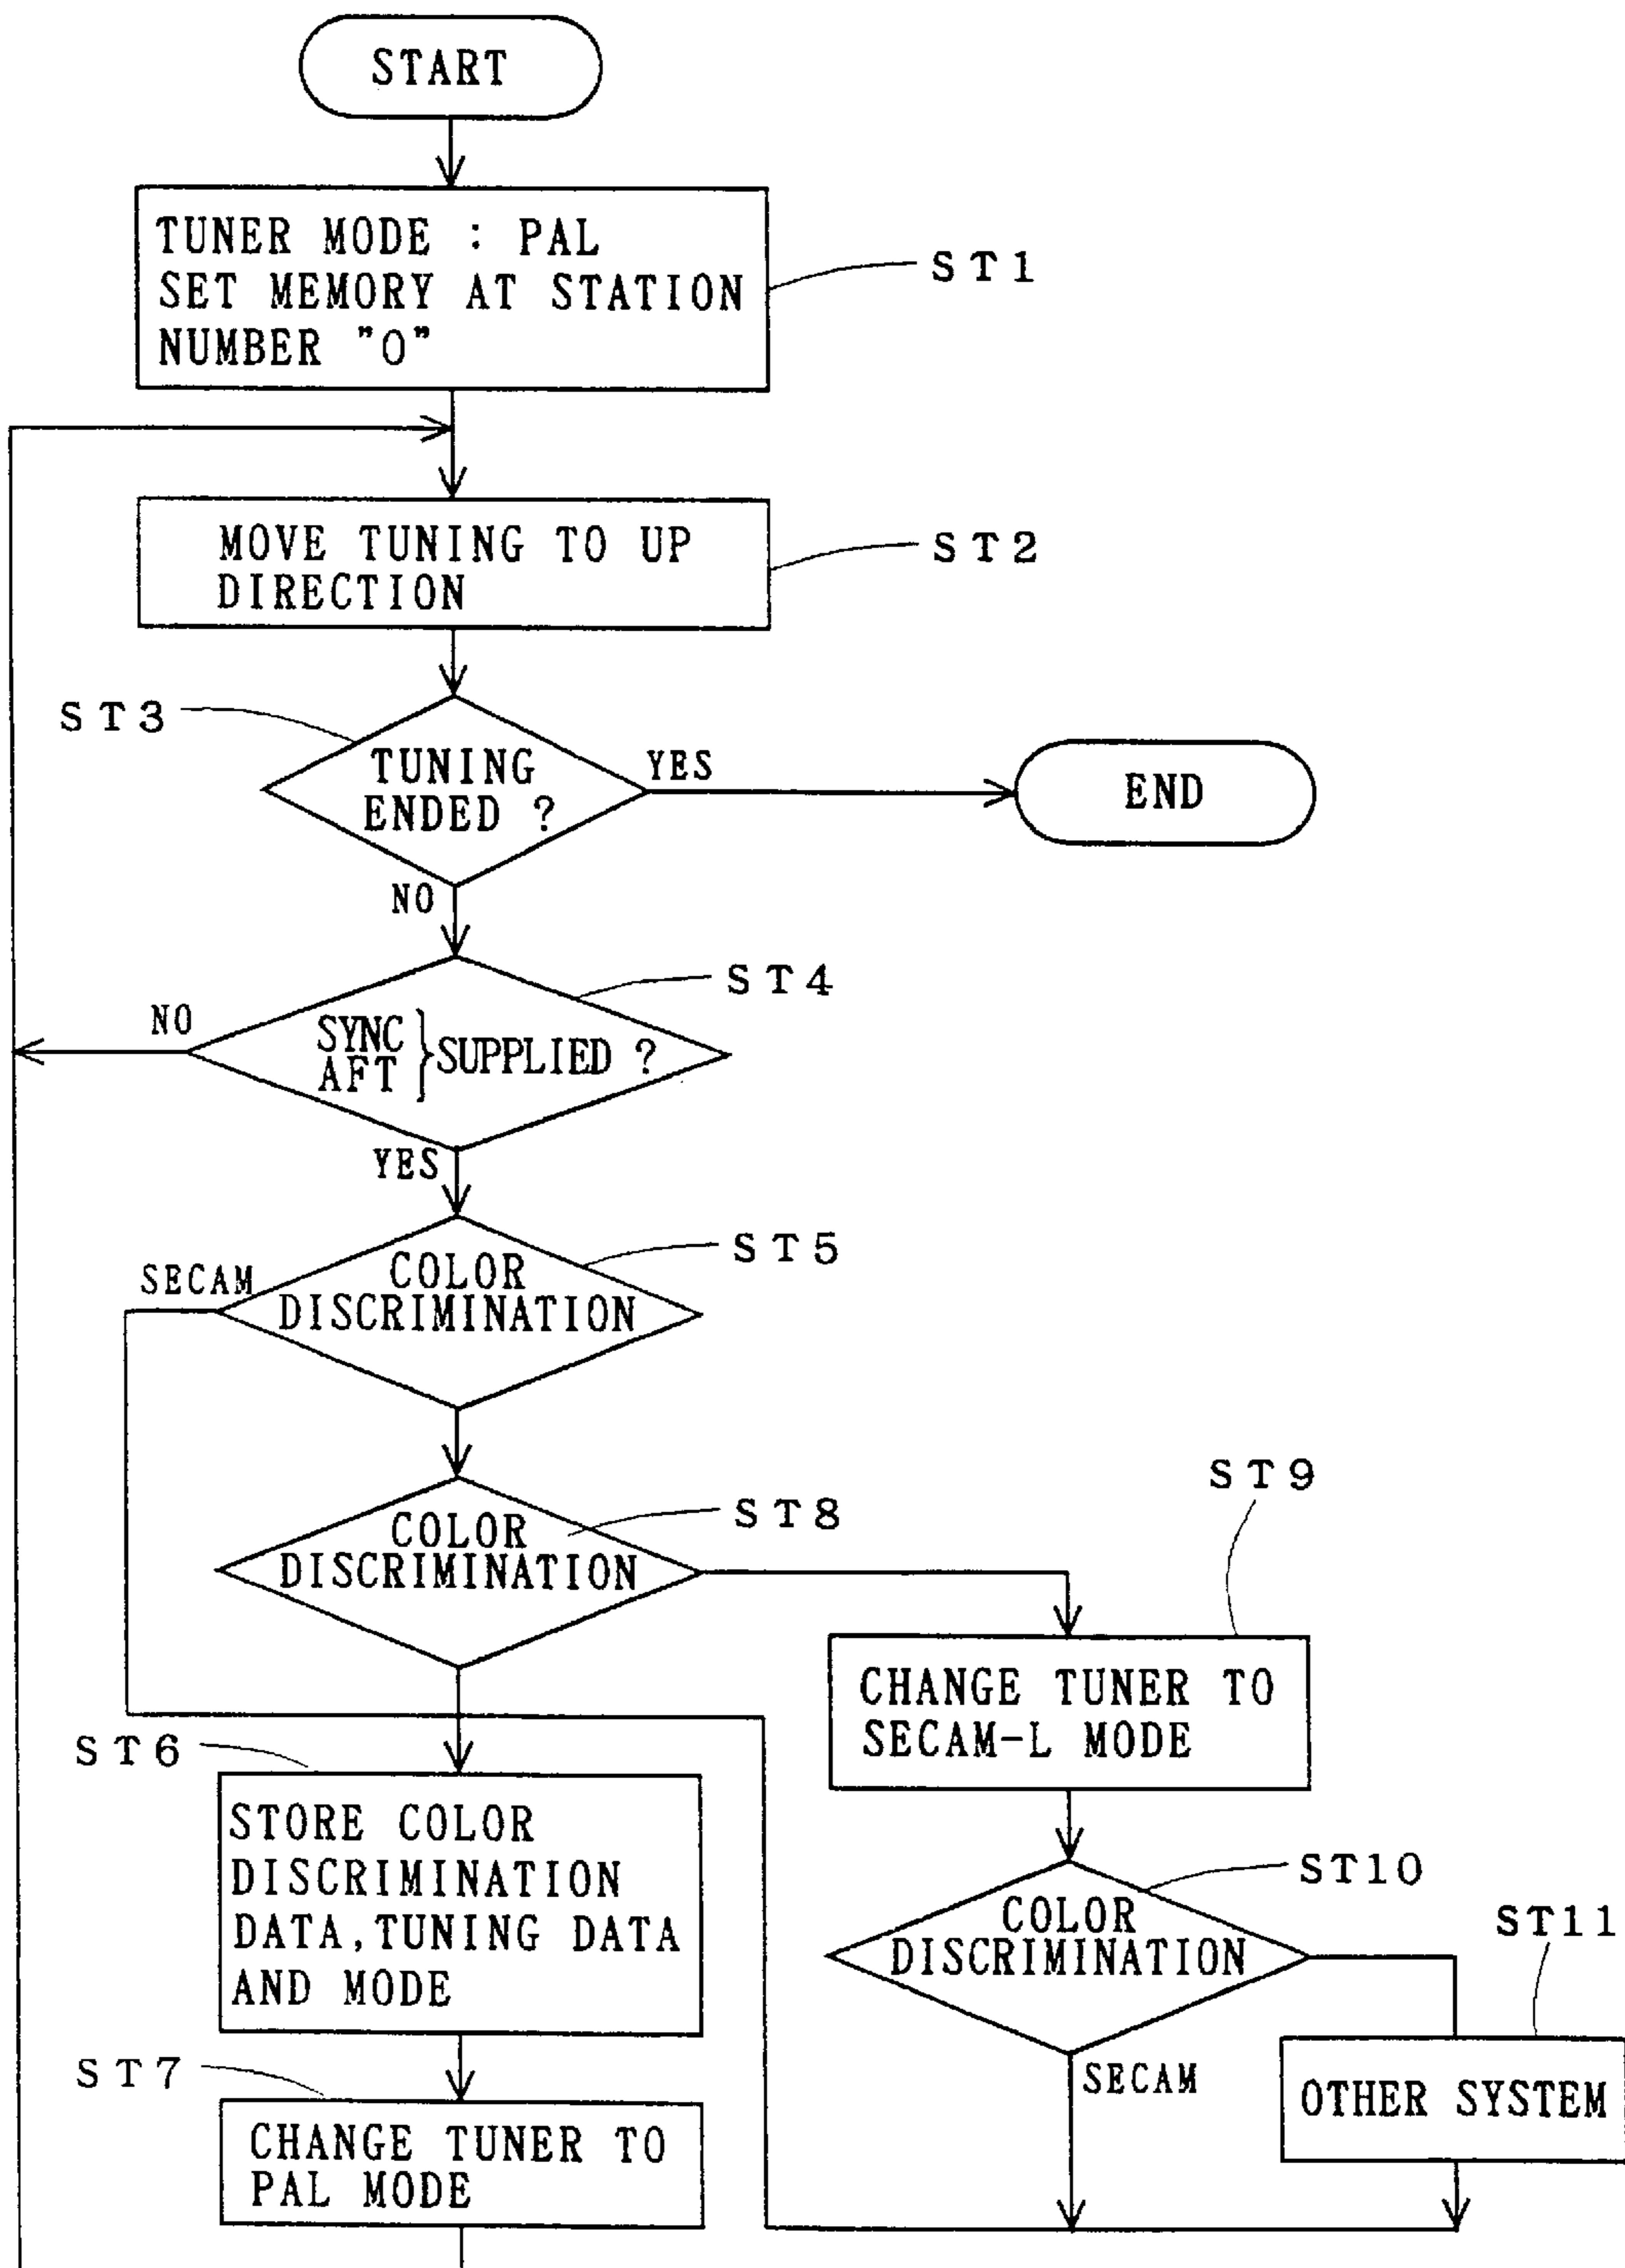 START
TUNER MODE : PAL
SET MEMORY AT STATION
NUMBER "0"
ST1
MOVE TUNING TO UP
DIRECTION
ST2
ST3
TUNING
ENDED ?
YES
END
NO
ST4
NO
SYNC
AFT
SUPPLIED ?
YES
ST5
SECAM
COLOR
DISCRIMINATION
ST8
COLOR
DISCRIMINATION
ST9
CHANGE TUNER TO
SECAM-L MODE
ST6
STORE COLOR
DISCRIMINATION
DATA, TUNING DATA
AND MODE
ST10
COLOR
DISCRIMINATION
ST11
SECAM
OTHER SYSTEM
ST7
CHANGE TUNER TO
PAL MODE